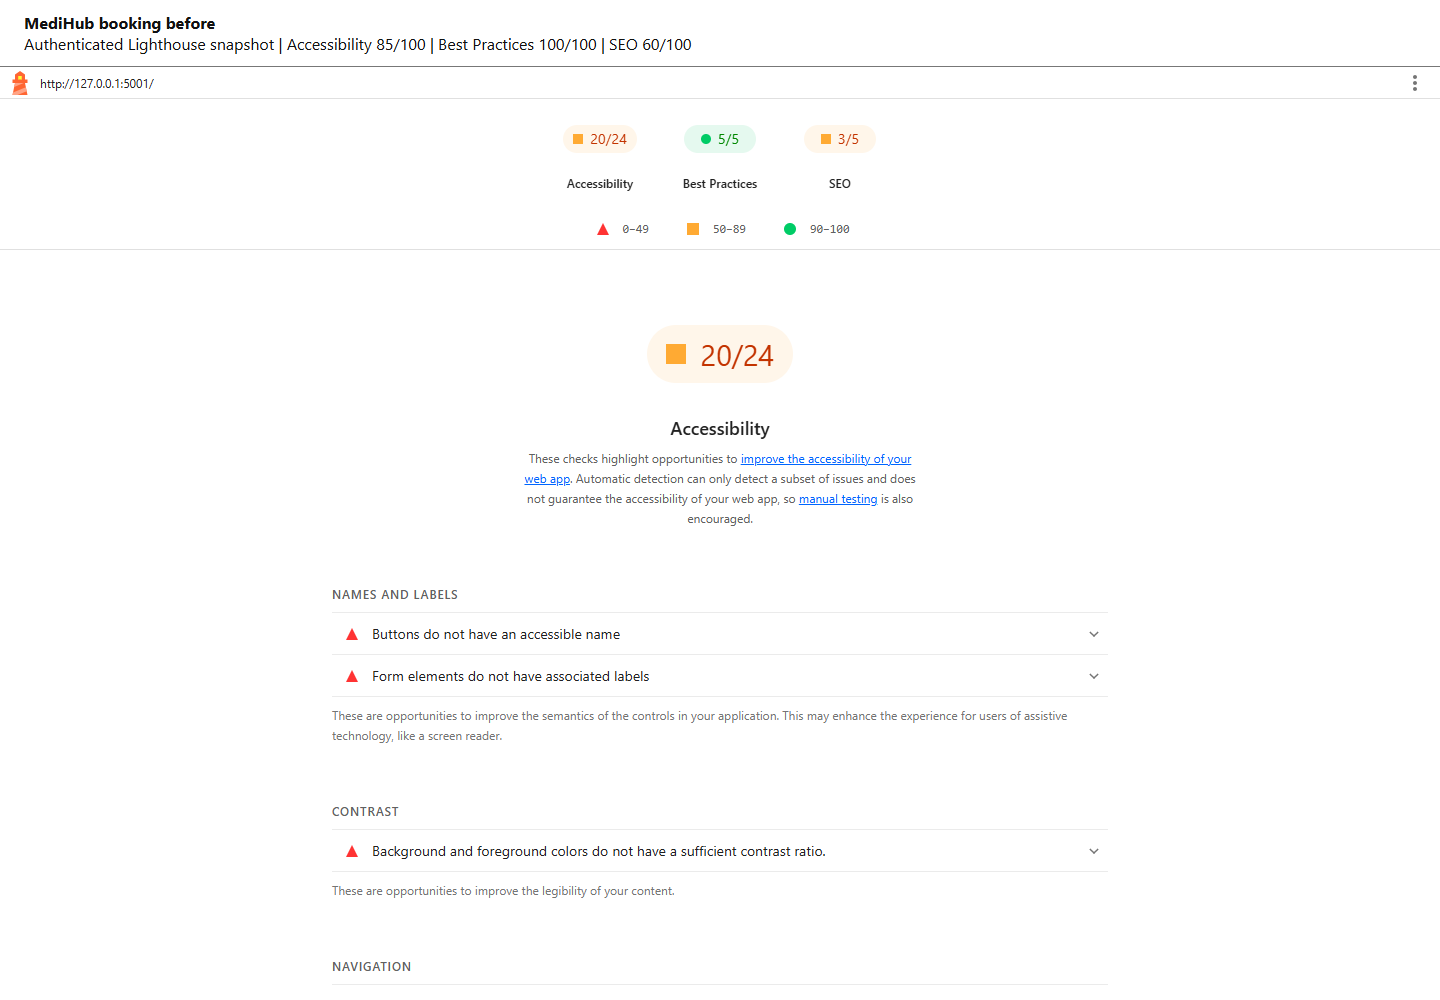 MediHub booking before
Authenticated Lighthouse snapshot | Accessibility 85/100 | Best Practices 100/100 | SEO 60/100
http://127.0.0.1:5001/
20/24 5/5 3/5
Accessibility Best Practices SEO
0–49 50–89 90–100
20/24
Accessibility
These checks highlight opportunities to improve the accessibility of your
web app. Automatic detection can only detect a subset of issues and does
not guarantee the accessibility of your web app, so manual testing is also
encouraged.
NAMES AND LABELS
Buttons do not have an accessible name
Form elements do not have associated labels
These are opportunities to improve the semantics of the controls in your application. This may enhance the experience for users of assistive
technology, like a screen reader.
CONTRAST
Background and foreground colors do not have a sufficient contrast ratio.
These are opportunities to improve the legibility of your content.
NAVIGATION